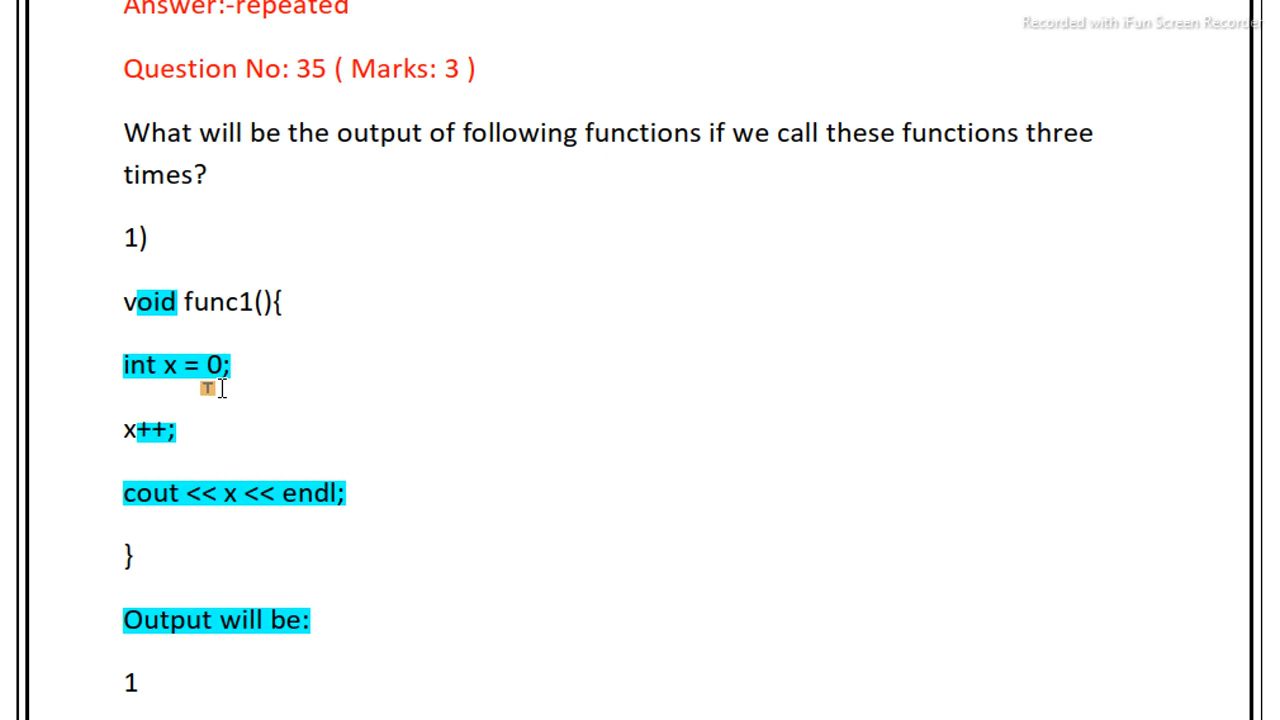 Answer:-repeated
Recorded with iFun Screen Recorder
Question No: 35 ( Marks: 3 )
What will be the output of following functions if we call these functions three
times?
1)
void func1(){
int x = 0;
T
x++;
cout << x << endl;
}
Output will be:
1